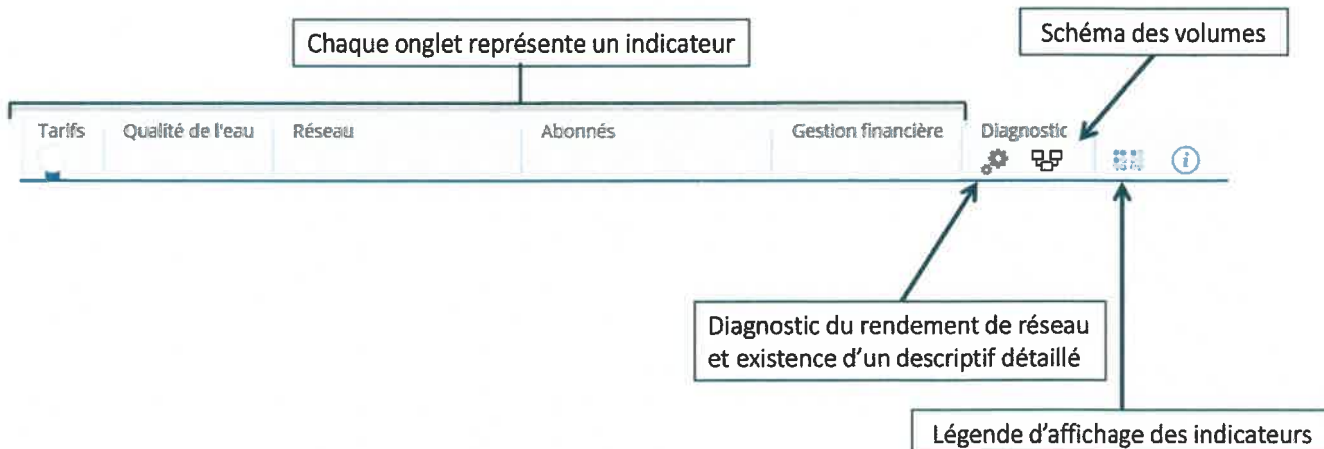 Chaque onglet représente un indicateur
Schéma des volumes
Tarifs Qualité de l'eau Réseau Abonnés Gestion financière Diagnostic
i
Diagnostic du rendement de réseau
et existence d'un descriptif détaillé
Légende d'affichage des indicateurs